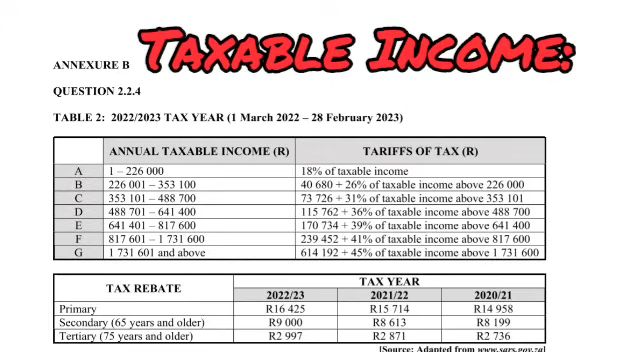 TAXABLE INCOME:
ANNEXURE B
QUESTION 2.2.4
TABLE 2: 2022/2023 TAX YEAR (1 March 2022 – 28 February 2023)
ANNUAL TAXABLE INCOME (R) TARIFFS OF TAX (R)
A 1 – 226 000 18% of taxable income
B 226 001 – 353 100 40 680 + 26% of taxable income above 226 000
C 353 101 – 488 700 73 726 + 31% of taxable income above 353 101
D 488 701 – 641 400 115 762 + 36% of taxable income above 488 700
E 641 401 – 817 600 170 734 + 39% of taxable income above 641 400
F 817 601 – 1 731 600 239 452 + 41% of taxable income above 817 600
G 1 731 601 and above 614 192 + 45% of taxable income above 1 731 600
TAX REBATE TAX YEAR
2022/23 2021/22 2020/21
Primary R16 425 R15 714 R14 958
Secondary (65 years and older) R9 000 R8 613 R8 199
Tertiary (75 years and older) R2 997 R2 871 R2 736
[Source: Adapted from www.sars.gov.za]